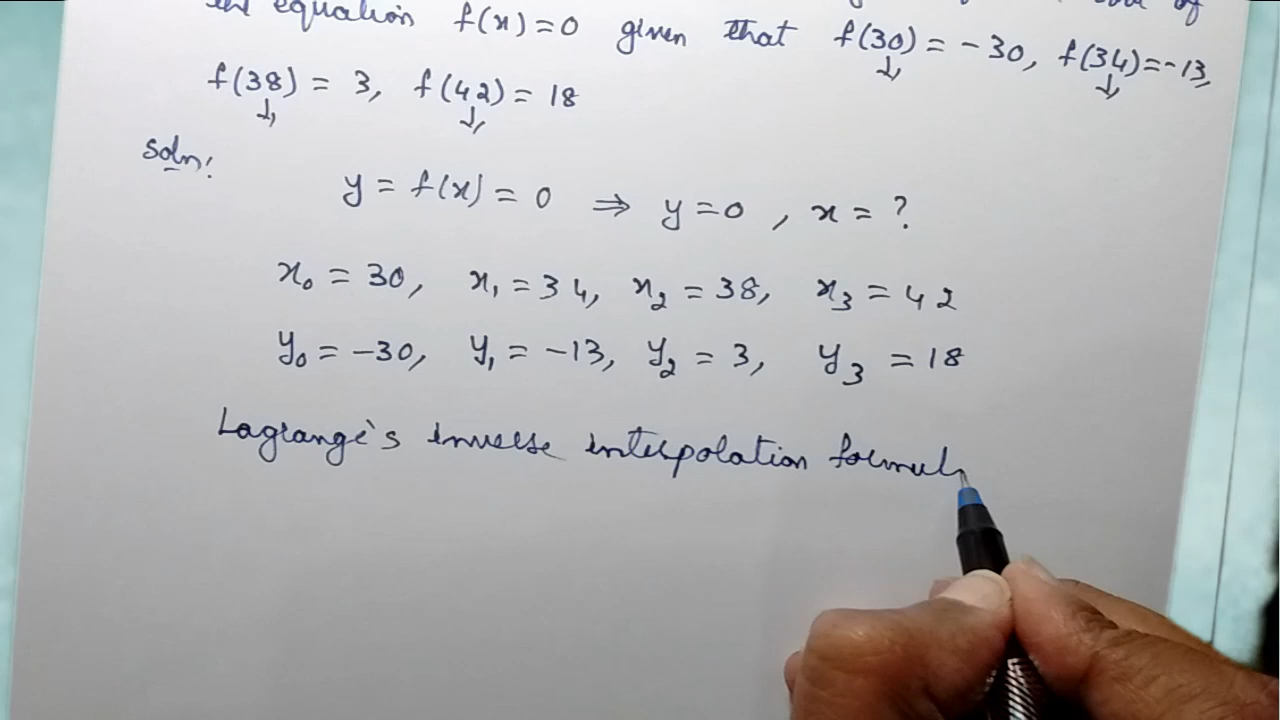 equation f(x)=0 given that f(30) = -30, f(34)=-13,
f(38) = 3, f(42) = 18
Soln:
y = f(x) = 0 ⇒ y=0 , x = ?
x₀ = 30, x₁ = 34, x₂ = 38, x₃ = 42
y₀ = -30, y₁ = -13, y₂ = 3, y₃ = 18
Lagrange's inverse interpolation formul